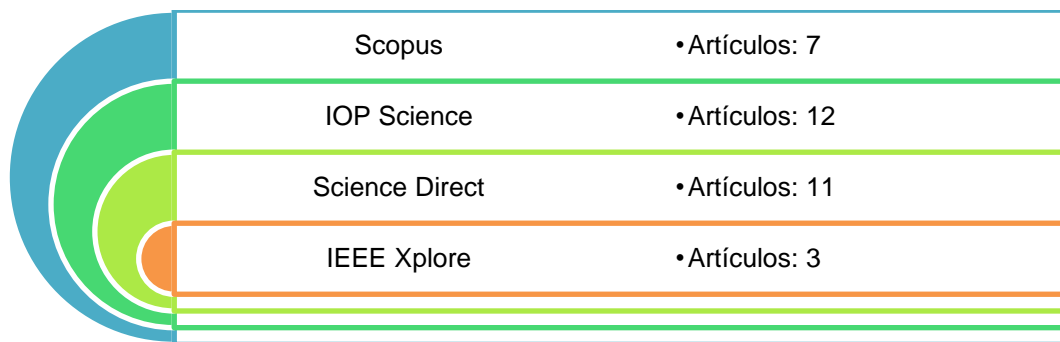 Scopus •Artículos: 7
IOP Science •Artículos: 12
Science Direct •Artículos: 11
IEEE Xplore •Artículos: 3